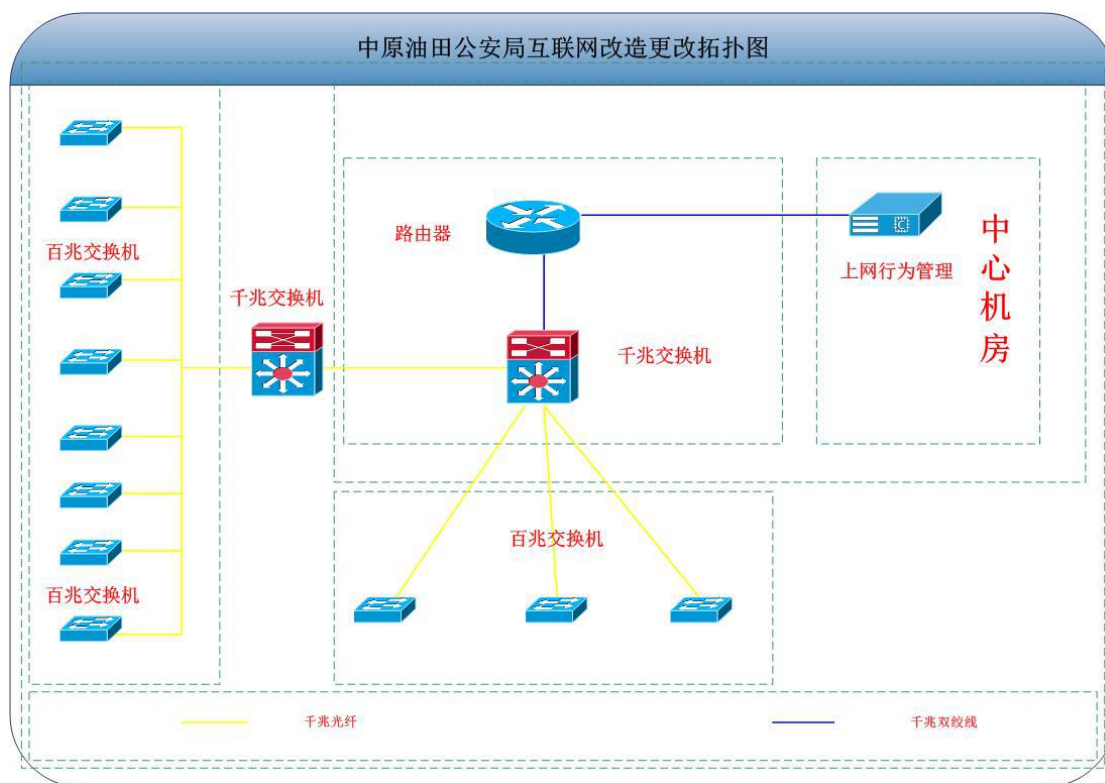 中原油田公安局互联网改造更改拓扑图
路由器
中心机房
百兆交换机
上网行为管理
千兆交换机
千兆交换机
百兆交换机
百兆交换机
千兆光纤
千兆双绞线